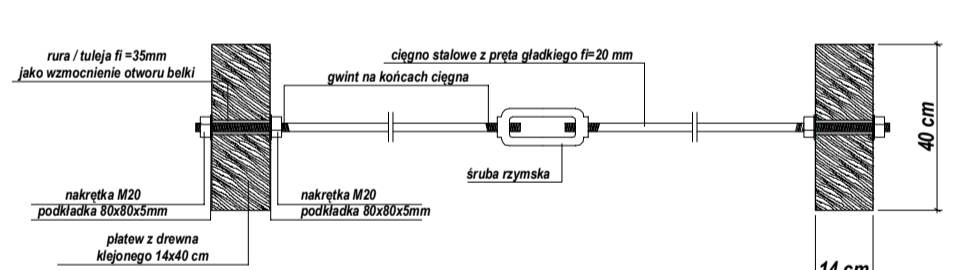 rura / tuleja fi =35mm
jako wzmocnienie otworu belki
cięgno stalowe z pręta gładkiego fi=20 mm
gwint na końcach cięgna
40 cm
śruba rzymska
nakrętka M20
podkładka 80x80x5mm
nakrętka M20
podkładka 80x80x5mm
płatew z drewna
klejonego 14x40 cm
14 cm